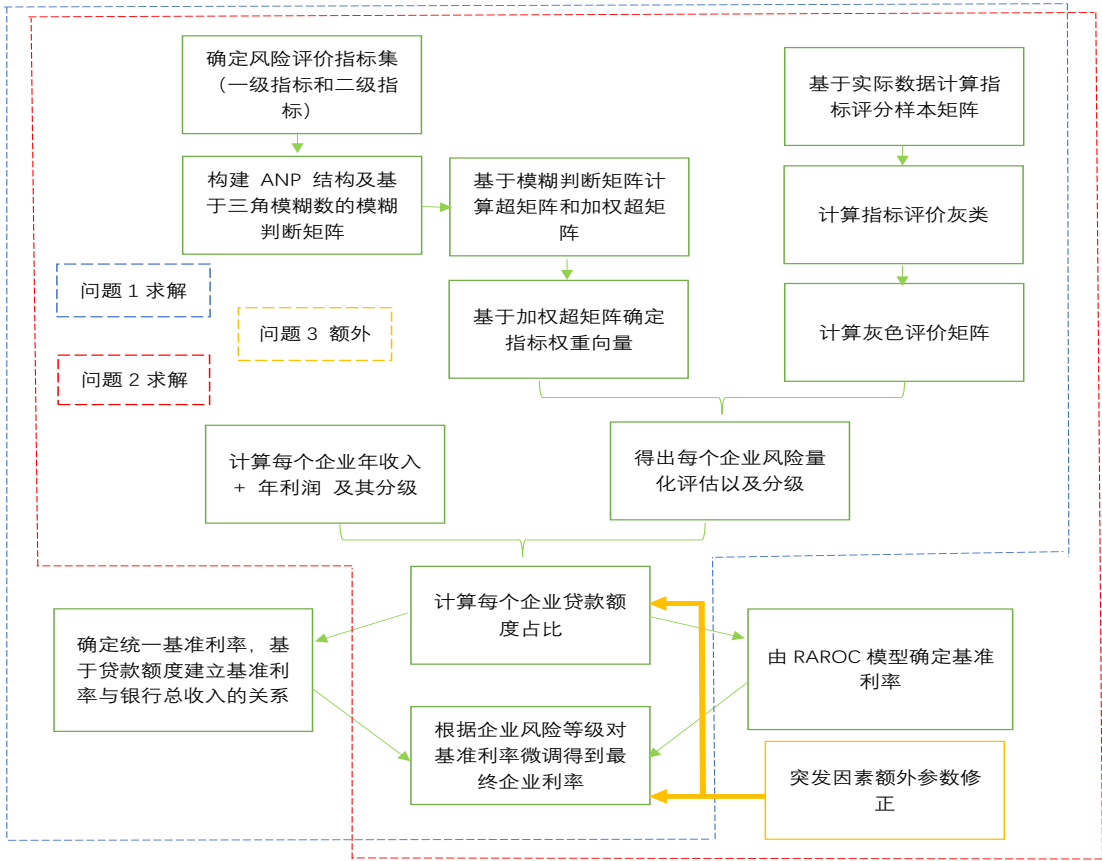 确定风险评价指标集
（一级指标和二级指
标）
基于实际数据计算指
标评分样本矩阵
构建 ANP 结构及基
于三角模糊数的模糊
判断矩阵
基于模糊判断矩阵计
算超矩阵和加权超矩
阵
计算指标评价灰类
问题 1 求解
问题 3 额外
基于加权超矩阵确定
指标权重向量
计算灰色评价矩阵
问题 2 求解
计算每个企业年收入
+ 年利润 及其分级
得出每个企业风险量
化评估以及分级
计算每个企业贷款额
度占比
确定统一基准利率，基
于贷款额度建立基准利
率与银行总收入的关系
由 RAROC 模型确定基准
利率
根据企业风险等级对
基准利率微调得到最
终企业利率
突发因素额外参数修
正